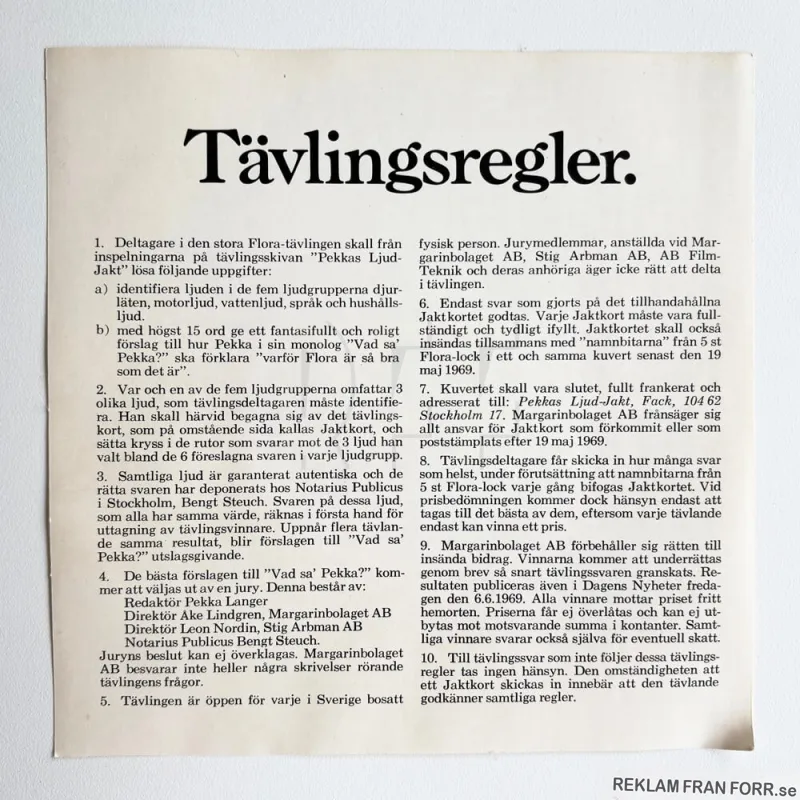 Tävlingsregler.
1. Deltagare i den stora Flora-tävlingen skall från
inspelningarna på tävlingsskivan "Pekkas Ljud-
Jakt" lösa följande uppgifter:
a) identifiera ljuden i de fem ljudgrupperna djur-
läten, motorljud, vattenljud, språk och hushålls-
ljud.
b) med högst 15 ord ge ett fantasifullt och roligt
förslag till hur Pekka i sin monolog "Vad sa'
Pekka?" ska förklara "varför Flora är så bra
som det är".
2. Var och en av de fem ljudgrupperna omfattar 3
olika ljud, som tävlingsdeltagaren måste identifie-
ra. Han skall härvid begagna sig av det tävlings-
kort, som på omstående sida kallas Jaktkort, och
sätta kryss i de rutor som svarar mot de 3 ljud han
valt bland de 6 föreslagna svaren i varje ljudgrupp.
3. Samtliga ljud är garanterat autentiska och de
rätta svaren har deponerats hos Notarius Publicus
i Stockholm, Bengt Steuch. Svaren på dessa ljud,
som alla har samma värde, räknas i första hand för
uttagning av tävlingsvinnare. Uppnår flera tävlan-
de samma resultat, blir förslagen till "Vad sa'
Pekka?" utslagsgivande.
4. De bästa förslagen till "Vad sa' Pekka?" kom-
mer att väljas ut av en jury. Denna består av:
Redaktör Pekka Langer
Direktör Åke Lindgren, Margarinbolaget AB
Direktör Leon Nordin, Stig Arbman AB
Notarius Publicus Bengt Steuch.
Juryns beslut kan ej överklagas. Margarinbolaget
AB besvarar inte heller några skrivelser rörande
tävlingens frågor.
5. Tävlingen är öppen för varje i Sverige bosatt
fysisk person. Jurymedlemmar, anställda vid Mar-
garinbolaget AB, Stig Arbman AB, AB Film-
Teknik och deras anhöriga äger icke rätt att delta
i tävlingen.
6. Endast svar som gjorts på det tillhandahållna
Jaktkortet godtas. Varje Jaktkort måste vara full-
ständigt och tydligt ifyllt. Jaktkortet skall också
insändas tillsammans med "namnbitarna" från 5 st
Flora-lock i ett och samma kuvert senast den 19
maj 1969.
7. Kuvertet skall vara slutet, fullt frankerat och
adresserat till: Pekkas Ljud-Jakt, Fack, 104 62
Stockholm 17. Margarinbolaget AB frånsäger sig
allt ansvar för Jaktkort som förkommit eller som
poststämplats efter 19 maj 1969.
8. Tävlingsdeltagare får skicka in hur många svar
som helst, under förutsättning att namnbitarna från
5 st Flora-lock varje gång bifogas Jaktkortet. Vid
prisbedömningen kommer dock hänsyn endast att
tagas till det bästa av dem, eftersom varje tävlande
endast kan vinna ett pris.
9. Margarinbolaget AB förbehåller sig rätten till
insända bidrag. Vinnarna kommer att underrättas
genom brev så snart tävlingssvaren granskats. Re-
sultaten publiceras även i Dagens Nyheter freda-
gen den 6.6.1969. Alla vinnare mottar priset fritt
hemorten. Priserna får ej överlåtas och kan ej ut-
bytas mot motsvarande summa i kontanter. Samt-
liga vinnare svarar också själva för eventuell skatt.
10. Till tävlingssvar som inte följer dessa tävlings-
regler tas ingen hänsyn. Den omständigheten att
ett Jaktkort skickas in innebär att den tävlande
godkänner samtliga regler.
REKLAM FRAN FORR.se